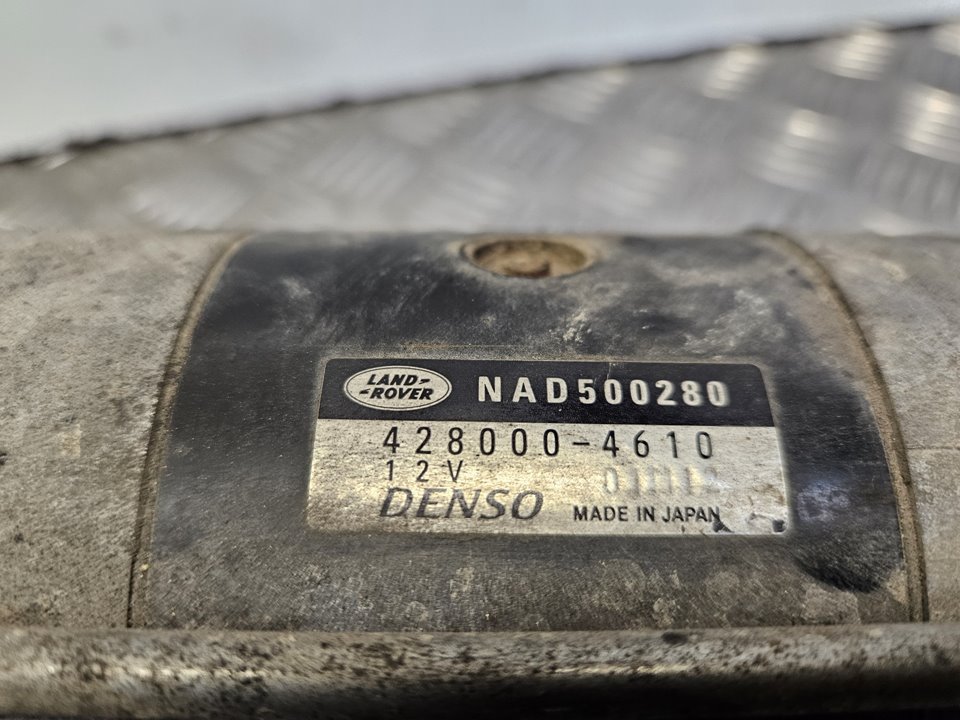 LAND-
-ROVER
NAD500280
428000-4610
12V
DENSO
MADE IN JAPAN